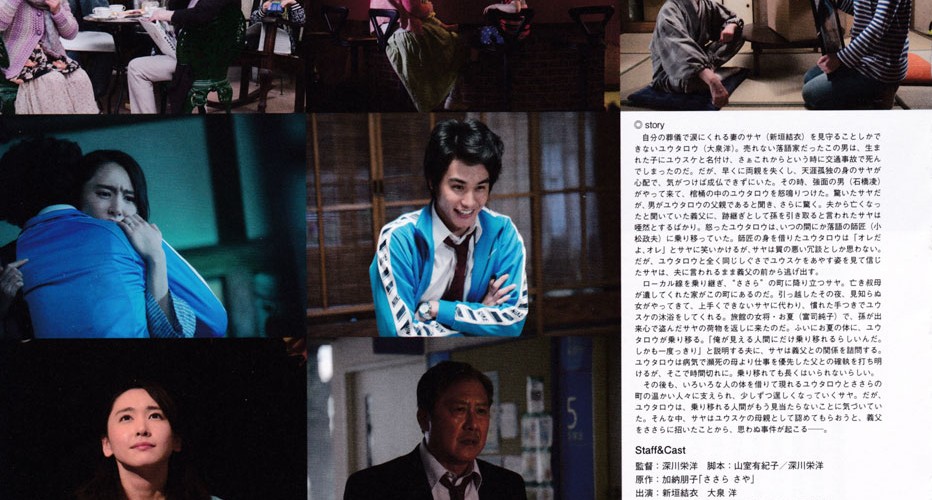 ◎ story
自分の葬儀で涙にくれる妻のサヤ（新垣結衣）を見守ることしかで
きないユウタロウ（大泉洋）。売れない落語家だったこの男は、生ま
れた子にユウスケと名付け、さぁこれからという時に交通事故で死ん
でしまったのだ。だが、早くに両親を失くし、天涯孤独の身のサヤが
心配で、気がつけば成仏できずにいた。その時、強面の男（石橋凌）
がやって来て、棺桶の中のユウタロウを怒鳴りつけた。驚いたサヤだ
が、男がユウタロウの父親であると聞き、さらに驚く。夫から亡くなっ
たと聞いていた義父に、跡継ぎとして孫を引き取ると言われたサヤは
唖然とするばかり。怒ったユウタロウは、いつの間にか落語の師匠（小
松政夫）に乗り移っていた。師匠の身を借りたユウタロウは「オレだ
よ、オレ」とサヤに笑いかけるが、サヤは質の悪い冗談としか思わない。
だが、ユウタロウと全く同じしぐさでユウスケをあやす姿を見て信じ
たサヤは、夫に言われるまま義父の前から逃げ出す。
ローカル線を乗り継ぎ、“ささら”の町に降り立つサヤ。亡き叔母
が遺してくれた家がこの町にあるのだ。引っ越したその夜、見知らぬ
女がやってきて、上手くできないサヤに代わり、慣れた手つきでユウ
スケの沐浴をしてくれる。旅館の女将・お夏（富司純子）で、孫が出
来心で盗んだサヤの荷物を返しに来たのだ。ふいにお夏の体に、ユウ
タロウが乗り移る。「俺が見える人間にだけ乗り移れるらしいんだ。
しかも一度っきり」と説明する夫に、サヤは義父との関係を詰問する。
ユウタロウは病気で瀕死の母より仕事を優先した父との確執を打ち明
けるが、そこで時間切れに。乗り移れても長くはいられないらしい。
その後も、いろいろな人の体を借りて現れるユウタロウとささらの
町の温かい人々に支えられ、少しずつ逞しくなっていくサヤ。だが、
ユウタロウは、乗り移れる人間がもう見当たらないことに気づいてい
た。そんな中、サヤはユウスケの母親として認めてもらおうと、義父
をささらに招いたことから、思わぬ事件が起こる——。
Staff&Cast
監督：深川栄洋　脚本：山室有紀子／深川栄洋
原作：加納朋子「ささら さや」
出演：新垣結衣　大泉 洋
5